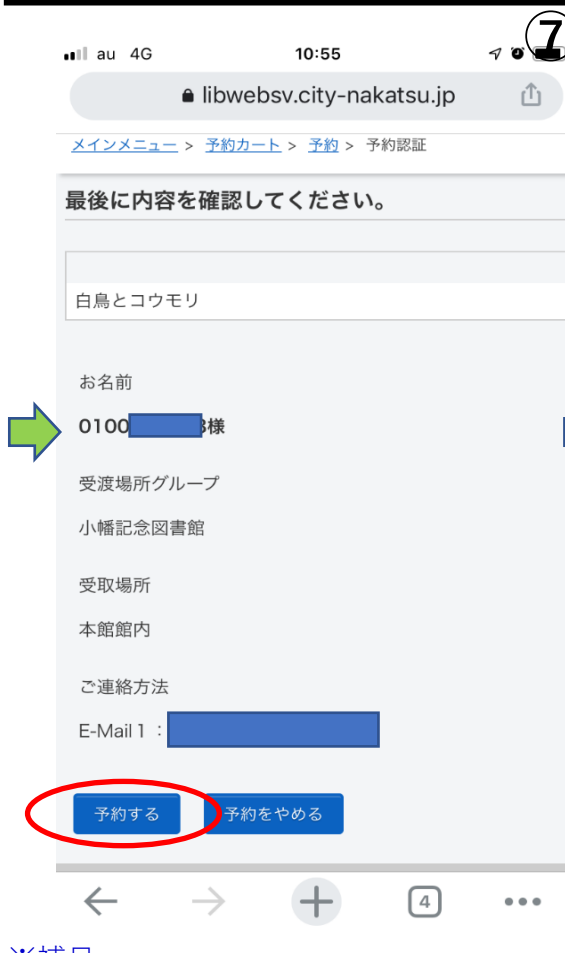 ⑦
au 4G 10:55
libwebsv.city-nakatsu.jp
メインメニュー > 予約カート > 予約 > 予約認証
最後に内容を確認してください。
白鳥とコウモリ
お名前
0100 様
受渡場所グループ
小幡記念図書館
受取場所
本館館内
ご連絡方法
E-Mail 1 :
予約する 予約をやめる
4